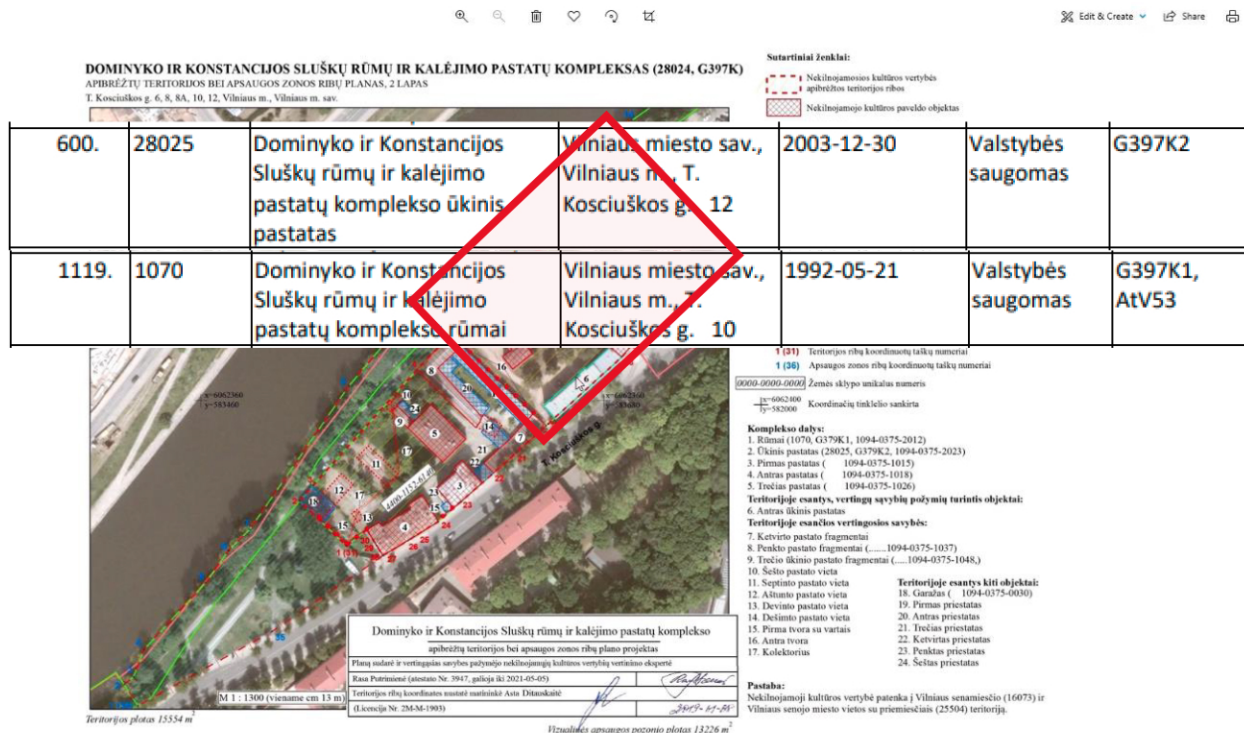 Edit & Create
Share
DOMINYKO IR KONSTANCIJOS SLUŠKŲ RŪMŲ IR KALĖJIMO PASTATŲ KOMPLEKSAS (28024, G397K)
APIBRĖŽTŲ TERITORIJOS BEI APSAUGOS ZONOS RIBŲ PLANAS, 2 LAPAS
T. Kosciuškos g. 6, 8, 8A, 10, 12, Vilniaus m., Vilniaus m. sav.
Sutartiniai ženklai:
Nekilnojamosios kultūros vertybės
apibrėžtos teritorijos ribos
Nekilnojamojo kultūros paveldo objektas
600. 28025 Dominyko ir Konstancijos Vilniaus miesto sav., 2003-12-30 Valstybės G397K2
Sluškų rūmų ir kalėjimo Vilniaus m., T. saugomas
pastatų komplekso ūkinis Kosciuškos g. 12
pastatas
1119. 1070 Dominyko ir Konstancijos Vilniaus miesto sav., 1992-05-21 Valstybės G397K1,
Sluškų rūmų ir kalėjimo Vilniaus m., T. saugomas AtV53
pastatų komplekso rūmai Kosciuškos g. 10
1 (31) Teritorijos ribų koordinuotų taškų numeriai
1 (36) Apsaugos zonos ribų koordinuotų taškų numeriai
0000-0000-0000 Žemės sklypo unikalus numeris
x=6062400
y=582000
Koordinačių tinklelio sankirta
Komplekso dalys:
1. Rūmai (1070, G379K1, 1094-0375-2012)
2. Ūkinis pastatas (28025, G379K2, 1094-0375-2023)
3. Pirmas pastatas ( 1094-0375-1015)
4. Antras pastatas ( 1094-0375-1018)
5. Trečias pastatas ( 1094-0375-1026)
Teritorijoje esantys, vertingų sąvybių požymių turintis objektai:
6. Antras ūkinis pastatas
Teritorijoje esančios vertingosios savybės:
7. Ketvirto pastato fragmentai
8. Penkto pastato fragmentai (.......1094-0375-1037)
9. Trečio ūkinio pastato fragmentai (.....1094-0375-1048,)
10. Šešto pastato vieta
11. Septinto pastato vieta
12. Aštunto pastato vieta
13. Devinto pastato vieta
14. Dešimto pastato vieta
15. Pirma tvora su vartais
16. Antra tvora
17. Kolektorius
Teritorijoje esantys kiti objektai:
18. Garažas ( 1094-0375-0030)
19. Pirmas priestatas
20. Antras priestatas
21. Trečias priestatas
22. Ketvirtas priestatas
23. Penktas priestatas
24. Šeštas priestatas
Pastaba:
Nekilnojamoji kultūros vertybė patenka į Vilniaus senamiesčio (16073) ir
Vilniaus senojo miesto vietos su priemiesčiais (25504) teritoriją.
x=6062360
y=583460
T. Kosciuškos g.
1 (31)
Dominyko ir Konstancijos Sluškų rūmų ir kalėjimo pastatų komplekso
apibrėžtų teritorijos bei apsaugos zonos ribų plano projektas
Planą sudarė ir vertingąsias savybes pažymėjo nekilnojamųjų kultūros vertybių vertinimo ekspertė
Rasa Putrimienė (atestato Nr. 3947, galioja iki 2021-05-05)
Teritorijos ribų koordinates nustatė matininkė Asta Ditauskaitė
(Licencija Nr. 2M-M-1903)
M 1 : 1300 (viename cm 13 m)
Teritorijos plotas 15554 m²
Vizualinės apsaugos pozonio plotas 13226 m²